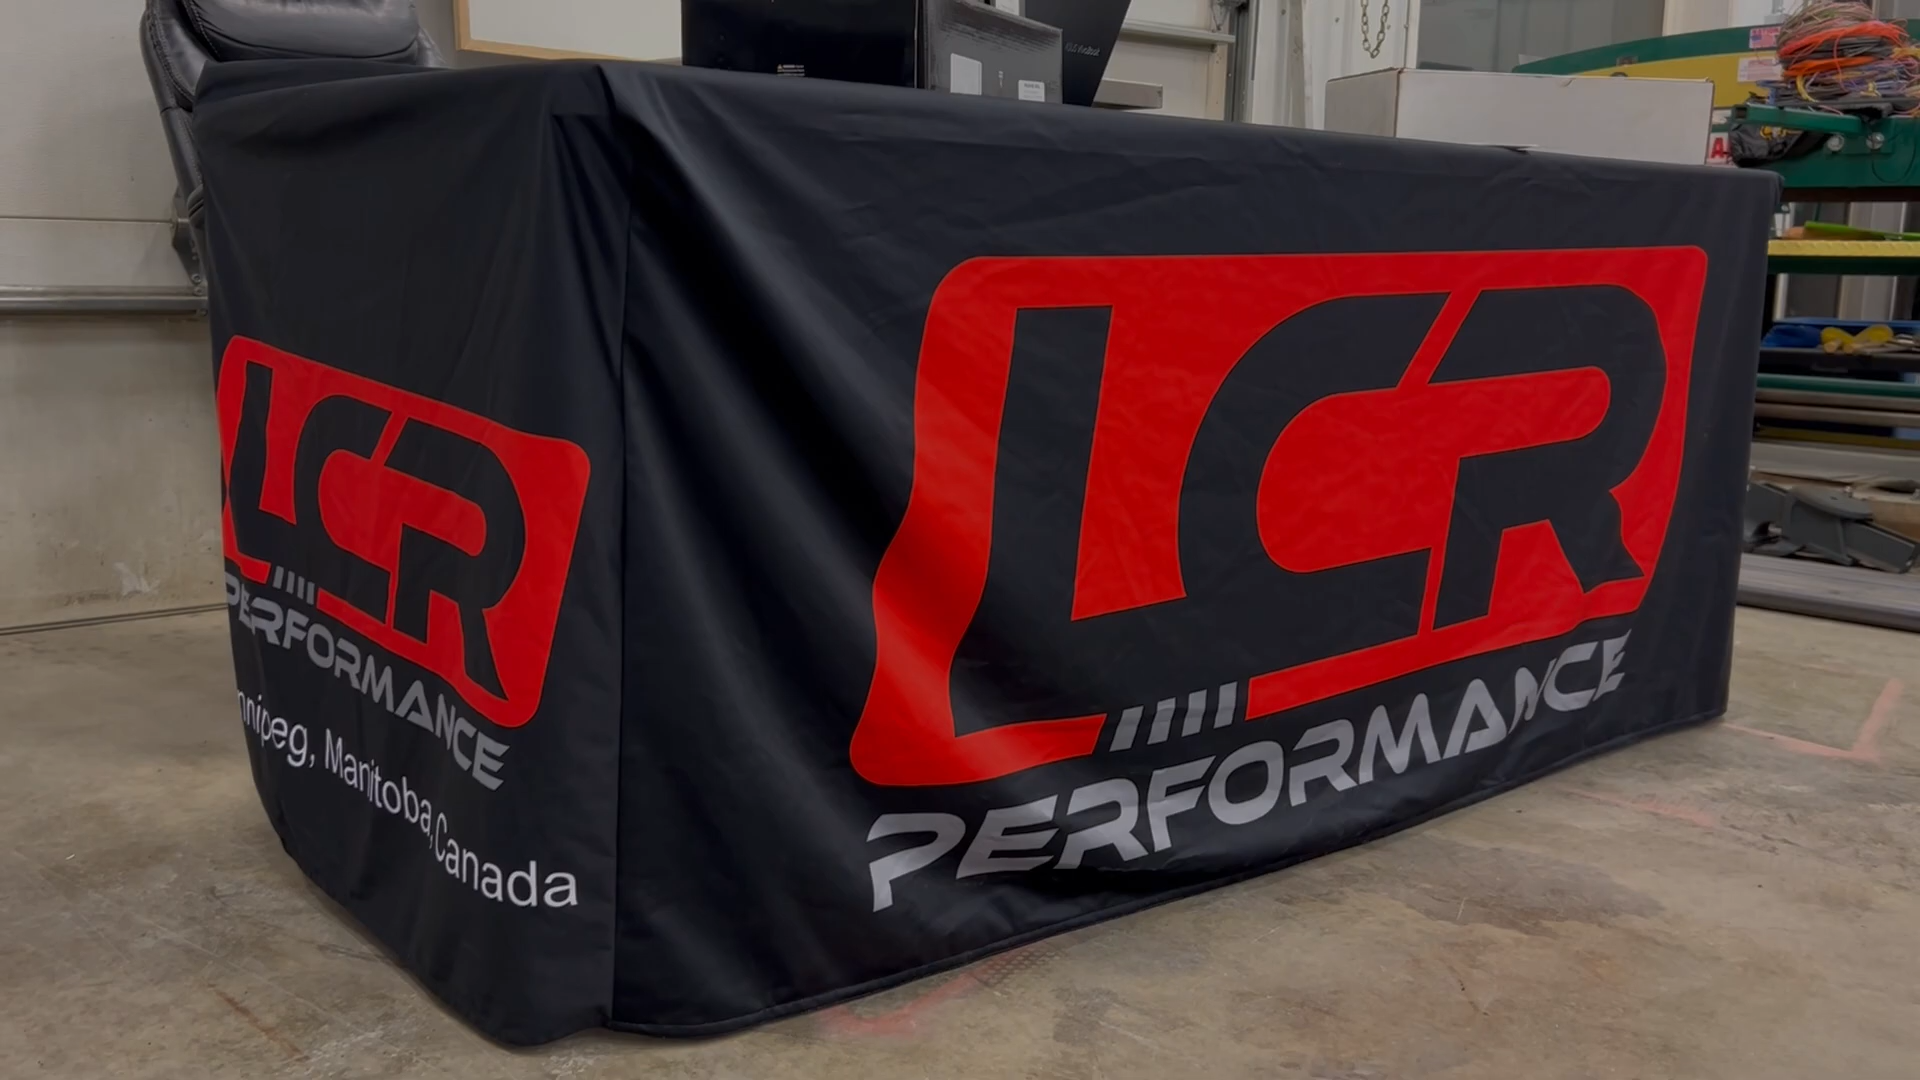 LCR
PERFORMANCE
nnipeg, Manitoba, Canada
LCR
PERFORMANCE